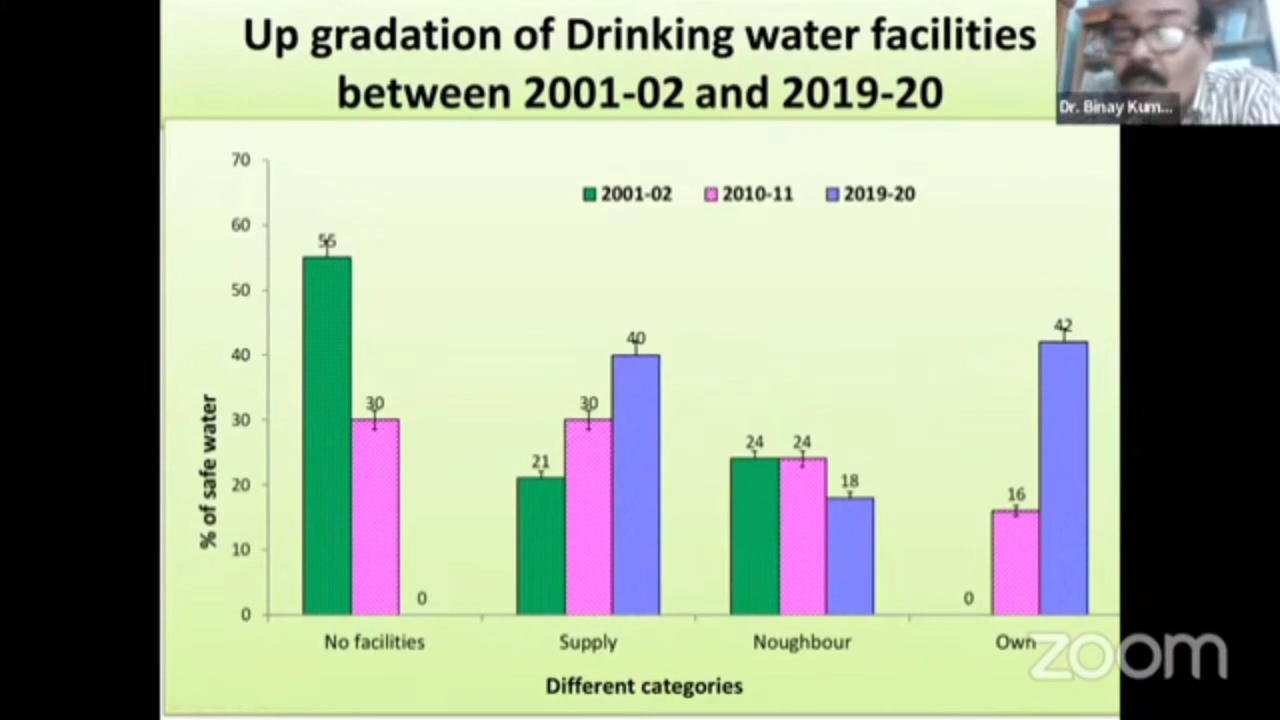 Up gradation of Drinking water facilities
between 2001-02 and 2019-20
Dr. Binay Kum...
70
60
50
40
30
20
10
0
% of safe water
2001-02 2010-11 2019-20
55
30
0
21
30
40
24
24
18
0
16
42
No facilities Supply Noughbour Own
Different categories
zoom